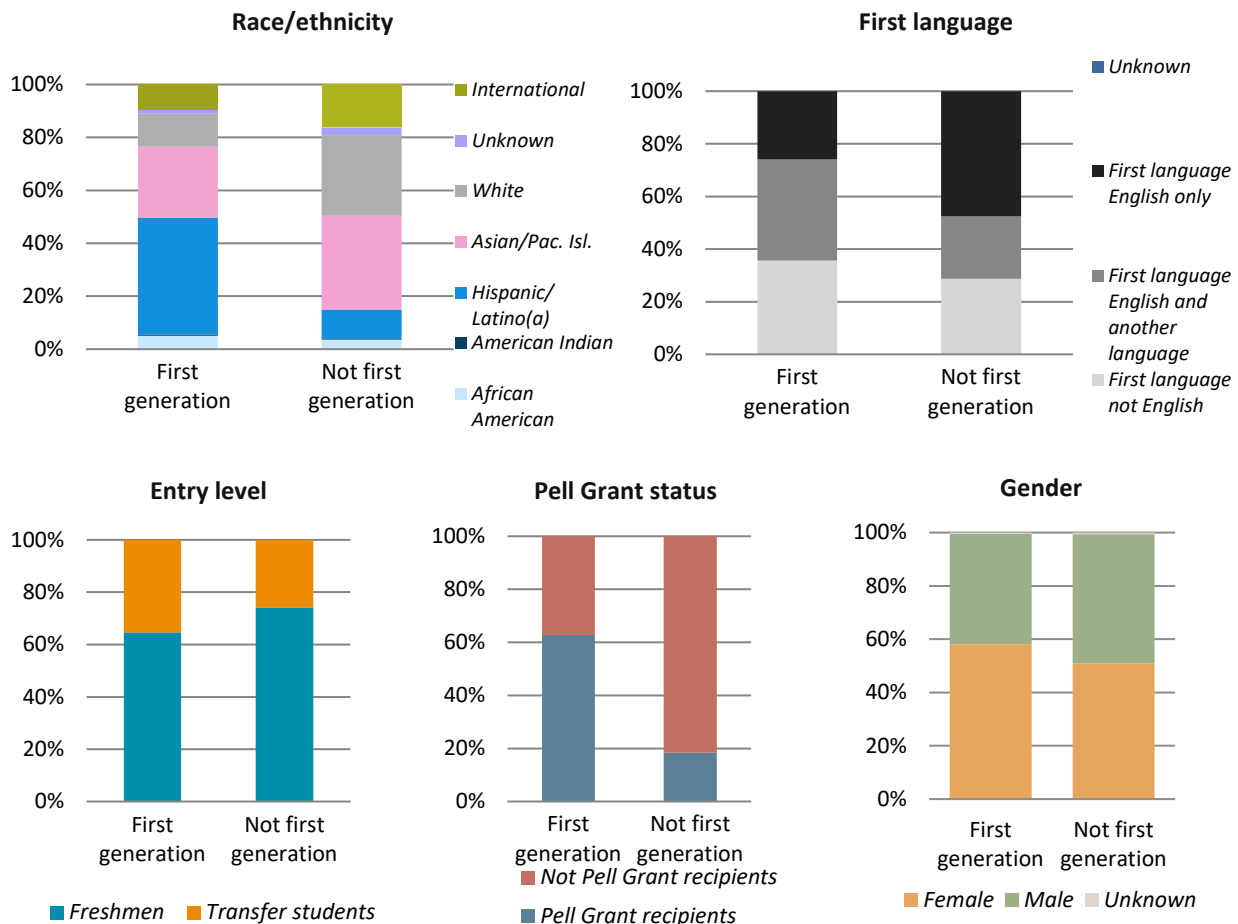 Race/ethnicity
100%
80%
60%
40%
20%
0%
First
generation
Not first
generation
International
Unknown
White
Asian/Pac. Isl.
Hispanic/
Latino(a)
American Indian
African
American
First language
100%
80%
60%
40%
20%
0%
First
generation
Not first
generation
Unknown
First language
English only
First language
English and
another
language
First language
not English
Entry level
100%
80%
60%
40%
20%
0%
First
generation
Not first
generation
Freshmen
Transfer students
Pell Grant status
100%
80%
60%
40%
20%
0%
First
generation
Not first
generation
Not Pell Grant recipients
Pell Grant recipients
Gender
100%
80%
60%
40%
20%
0%
First
generation
Not first
generation
Female
Male
Unknown